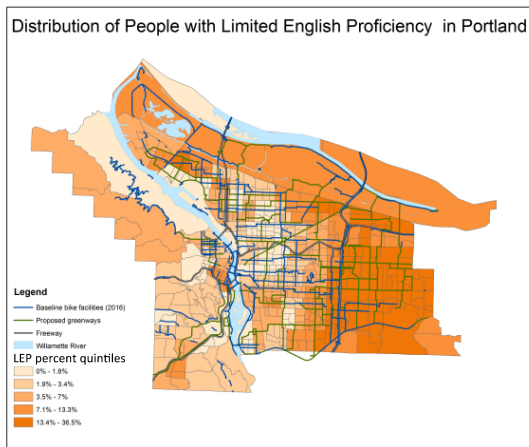 Distribution of People with Limited English Proficiency in Portland
Legend
Baseline bike facilities (2016)
Proposed greenways
Freeway
Willamette River
LEP percent quintiles
0% - 1.8%
1.9% - 3.4%
3.5% - 7%
7.1% - 13.3%
13.4% - 36.5%